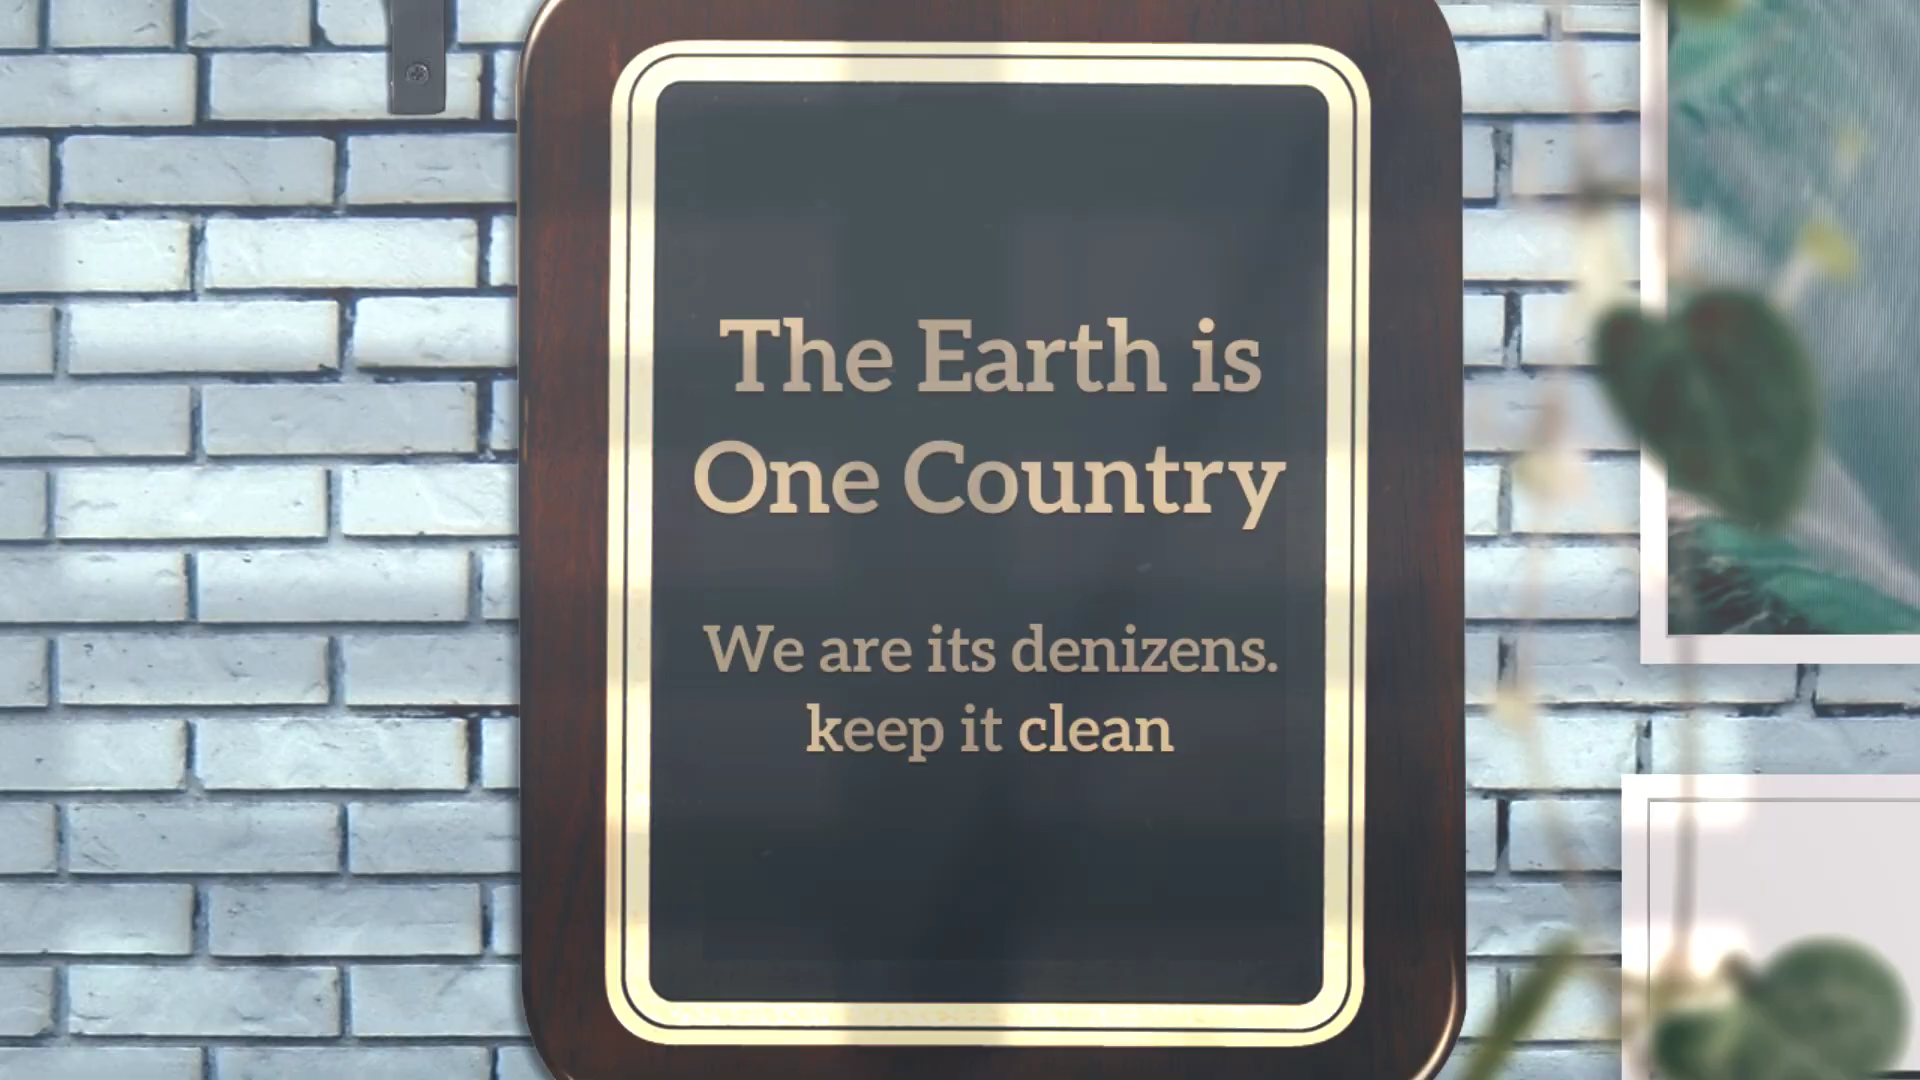 The Earth is
One Country
We are its denizens.
keep it clean